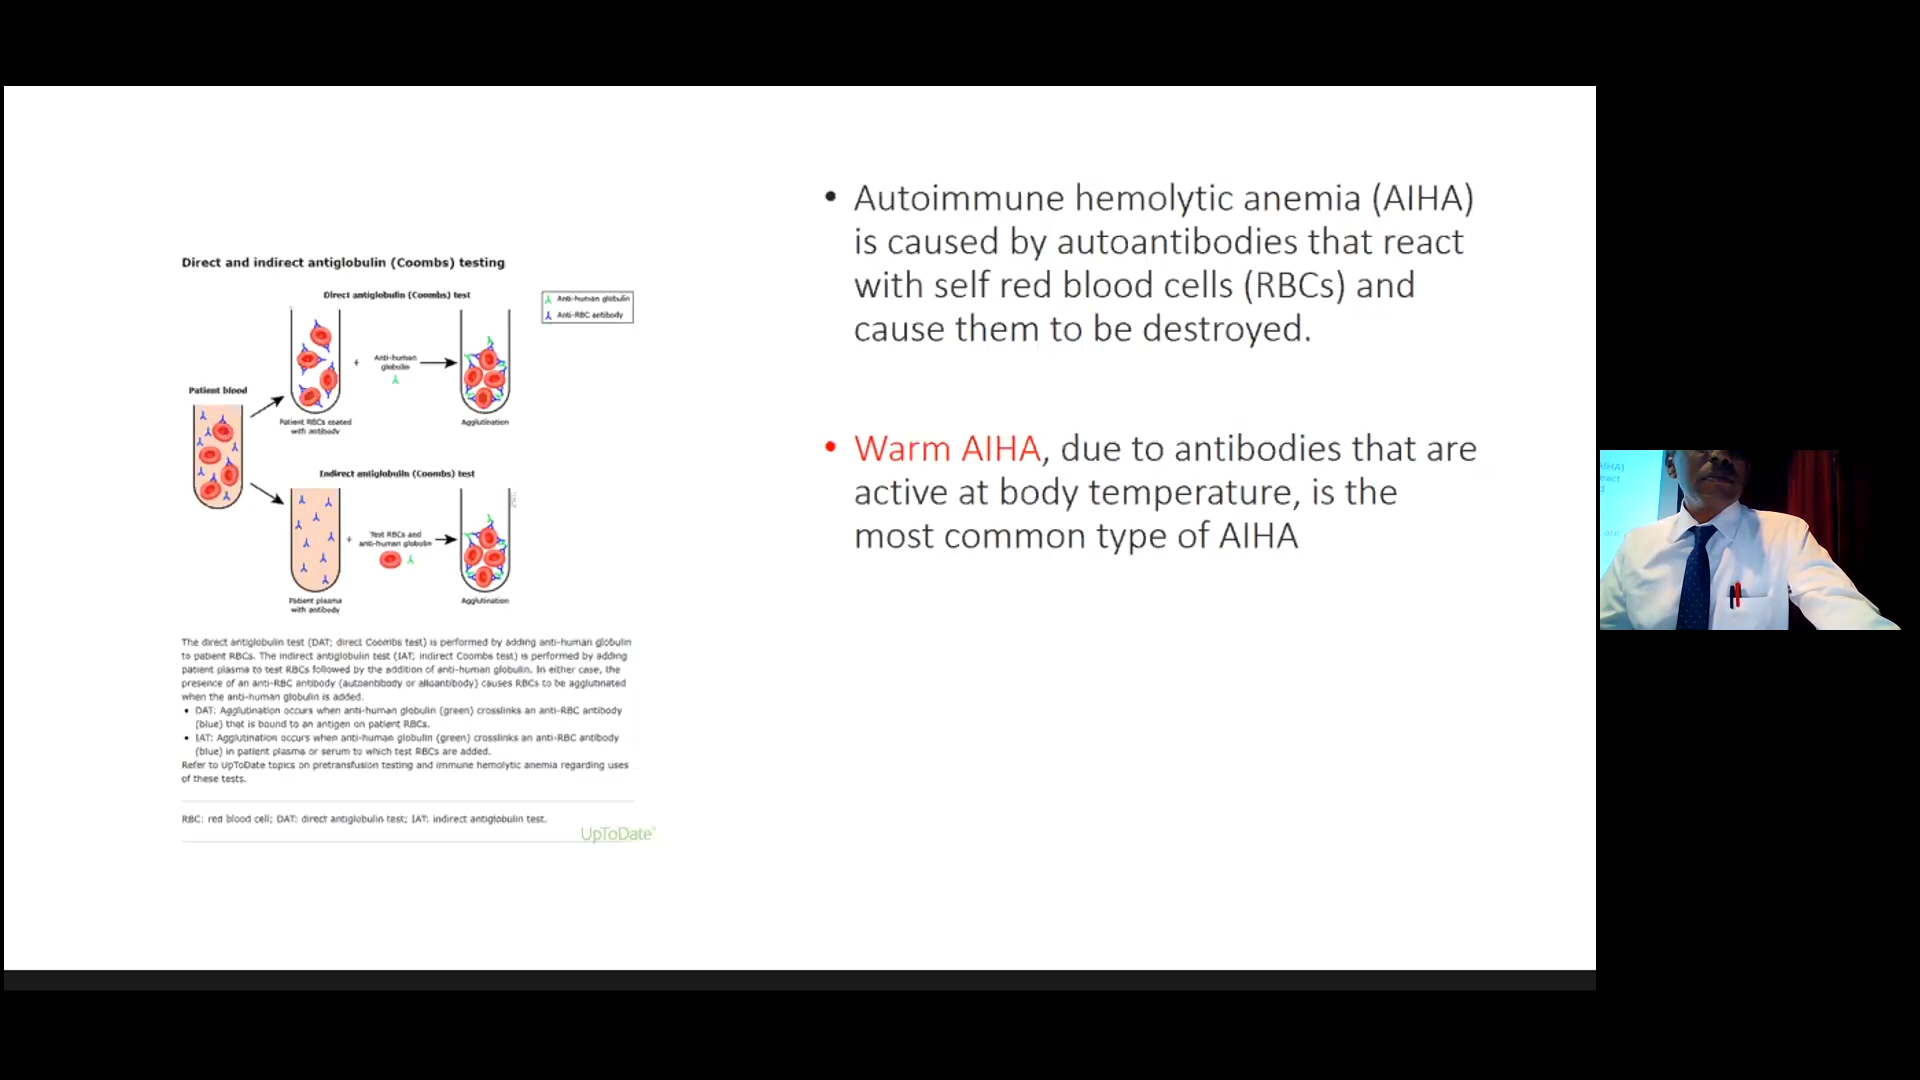 Direct and indirect antiglobulin (Coombs) testing
Direct antiglobulin (Coombs) test
Anti-human globulin
Anti-RBC antibody
+
Anti-human
globulin
Patient blood
Patient RBCs coated
with antibody
Agglutination
Indirect antiglobulin (Coombs) test
+
Test RBCs and
anti-human globulin
Patient plasma
with antibody
Agglutination
The direct antiglobulin test (DAT; direct Coombs test) is performed by adding anti-human globulin
to patient RBCs. The indirect antiglobulin test (IAT; indirect Coombs test) is performed by adding
patient plasma to test RBCs followed by the addition of anti-human globulin. In either case, the
presence of an anti-RBC antibody (autoantibody or alloantibody) causes RBCs to be agglutinated
when the anti-human globulin is added.
• DAT: Agglutination occurs when anti-human globulin (green) crosslinks an anti-RBC antibody
(blue) that is bound to an antigen on patient RBCs.
• IAT: Agglutination occurs when anti-human globulin (green) crosslinks an anti-RBC antibody
(blue) in patient plasma or serum to which test RBCs are added.
Refer to UpToDate topics on pretransfusion testing and immune hemolytic anemia regarding uses
of these tests.
RBC: red blood cell; DAT: direct antiglobulin test; IAT: indirect antiglobulin test.
UpToDate®
• Autoimmune hemolytic anemia (AIHA)
is caused by autoantibodies that react
with self red blood cells (RBCs) and
cause them to be destroyed.
• Warm AIHA, due to antibodies that are
active at body temperature, is the
most common type of AIHA
AIHA)
react
are